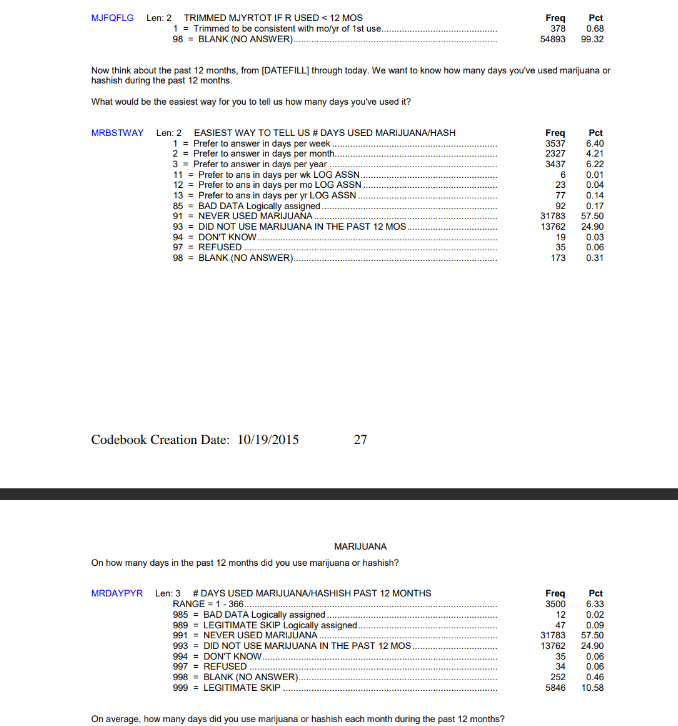 MJFQFLG Len: 2 TRIMMED MJYRTOT IF R USED < 12 MOS Freq Pct
1 = Trimmed to be consistent with mo/yr of 1st use............................................ 378 0.68
98 = BLANK (NO ANSWER)............................................................................ 54893 99.32
Now think about the past 12 months, from [DATEFILL] through today. We want to know how many days you've used marijuana or
hashish during the past 12 months.
What would be the easiest way for you to tell us how many days you've used it?
MRBSTWAY Len: 2 EASIEST WAY TO TELL US # DAYS USED MARIJUANA/HASH Freq Pct
1 = Prefer to answer in days per week ............................................................... 3537 6.40
2 = Prefer to answer in days per month.............................................................. 2327 4.21
3 = Prefer to answer in days per year ................................................................ 3437 6.22
11 = Prefer to ans in days per wk LOG ASSN.................................................... 6 0.01
12 = Prefer to ans in days per mo LOG ASSN ................................................... 23 0.04
13 = Prefer to ans in days per yr LOG ASSN ..................................................... 77 0.14
85 = BAD DATA Logically assigned .................................................................. 92 0.17
91 = NEVER USED MARIJUANA ..................................................................... 31783 57.50
93 = DID NOT USE MARIJUANA IN THE PAST 12 MOS................................... 13762 24.90
94 = DON'T KNOW .......................................................................................... 19 0.03
97 = REFUSED ............................................................................................... 35 0.06
98 = BLANK (NO ANSWER)............................................................................ 173 0.31
Codebook Creation Date: 10/19/2015 27
MARIJUANA
On how many days in the past 12 months did you use marijuana or hashish?
MRDAYPYR Len: 3 # DAYS USED MARIJUANA/HASHISH PAST 12 MONTHS Freq Pct
RANGE = 1 - 366............................................................................................... 3500 6.33
985 = BAD DATA Logically assigned ................................................................ 12 0.02
989 = LEGITIMATE SKIP Logically assigned...................................................... 47 0.09
991 = NEVER USED MARIJUANA ................................................................... 31783 57.50
993 = DID NOT USE MARIJUANA IN THE PAST 12 MOS................................. 13762 24.90
994 = DON'T KNOW........................................................................................ 35 0.06
997 = REFUSED ............................................................................................. 34 0.06
998 = BLANK (NO ANSWER).......................................................................... 252 0.46
999 = LEGITIMATE SKIP ................................................................................ 5846 10.58
On average, how many days did you use marijuana or hashish each month during the past 12 months?